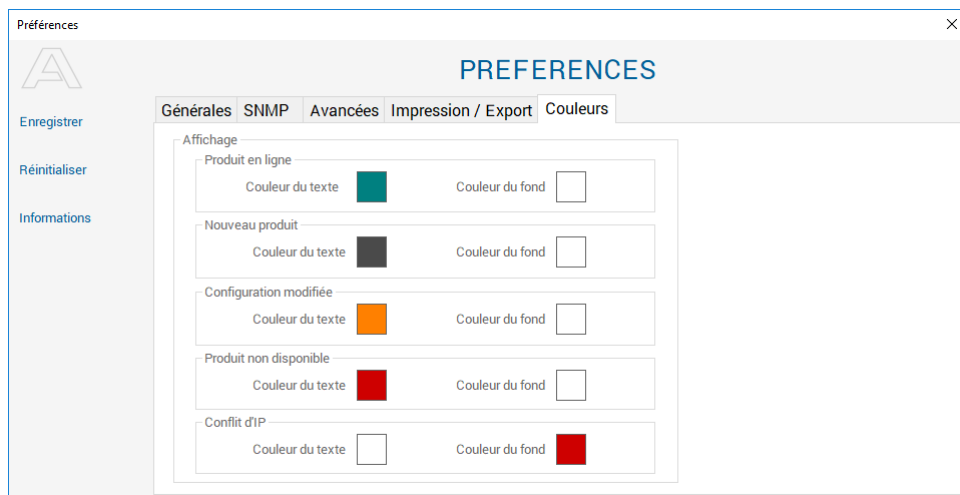 Préférences
PREFERENCES
Enregistrer
Réinitialiser
Informations
Générales SNMP Avancées Impression / Export Couleurs
Affichage
Produit en ligne
Couleur du texte Couleur du fond
Nouveau produit
Couleur du texte Couleur du fond
Configuration modifiée
Couleur du texte Couleur du fond
Produit non disponible
Couleur du texte Couleur du fond
Conflit d'IP
Couleur du texte Couleur du fond